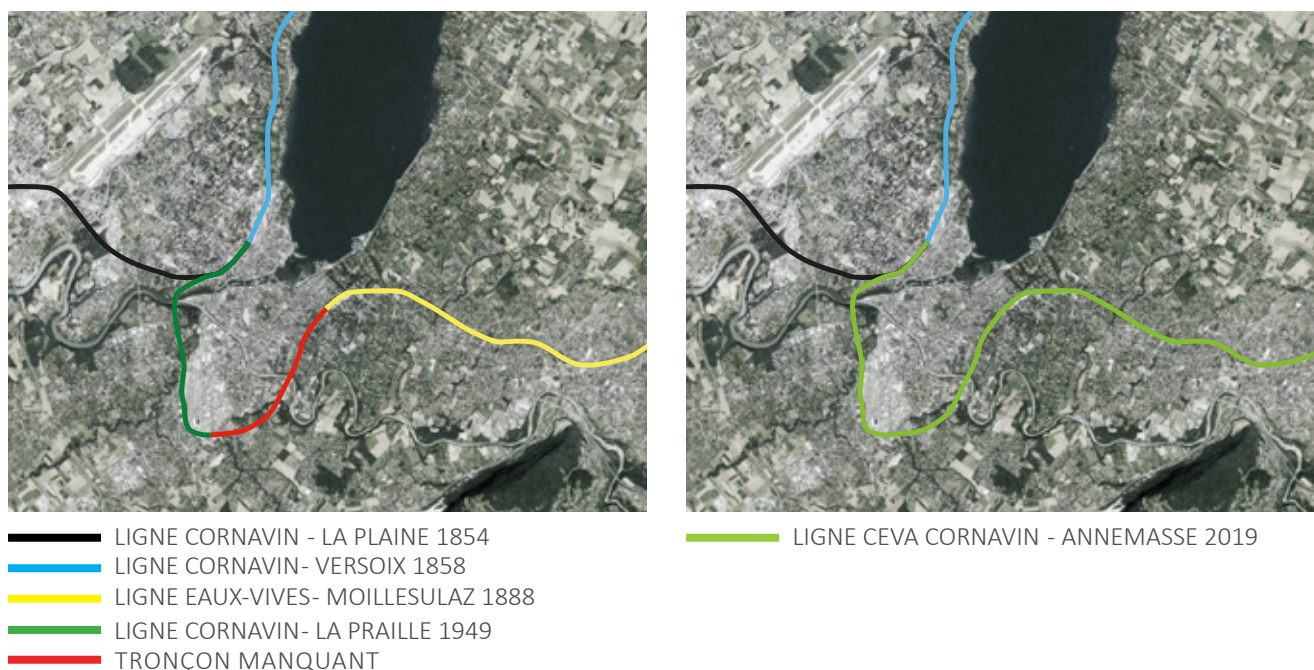 LIGNE CORNAVIN - LA PLAINE 1854
LIGNE CORNAVIN- VERSOIX 1858
LIGNE EAUX-VIVES- MOILLESULAZ 1888
LIGNE CORNAVIN- LA PRAILLE 1949
TRONÇON MANQUANT
LIGNE CEVA CORNAVIN - ANNEMASSE 2019